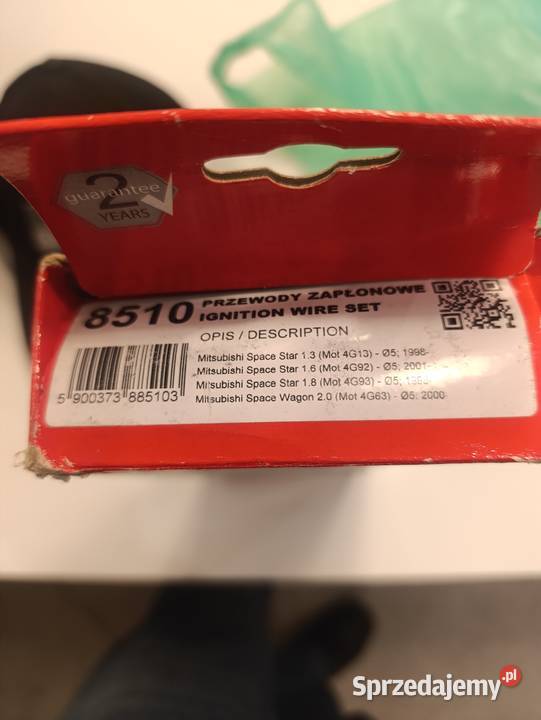 2
guarantee
YEARS
8510
PRZEWODY ZAPŁONOWE
IGNITION WIRE SET
OPIS / DESCRIPTION
Mitsubishi Space Star 1.3 (Mot 4G13) - Ø5; 1998-
Mitsubishi Space Star 1.6 (Mot 4G92) - Ø5; 2001-
Mitsubishi Space Star 1.8 (Mot 4G93) - Ø5;
Mitsubishi Space Wagon 2.0 (Mot 4G63) - Ø5; 2000-
5 900373 885103
Sprzedajemy.pl